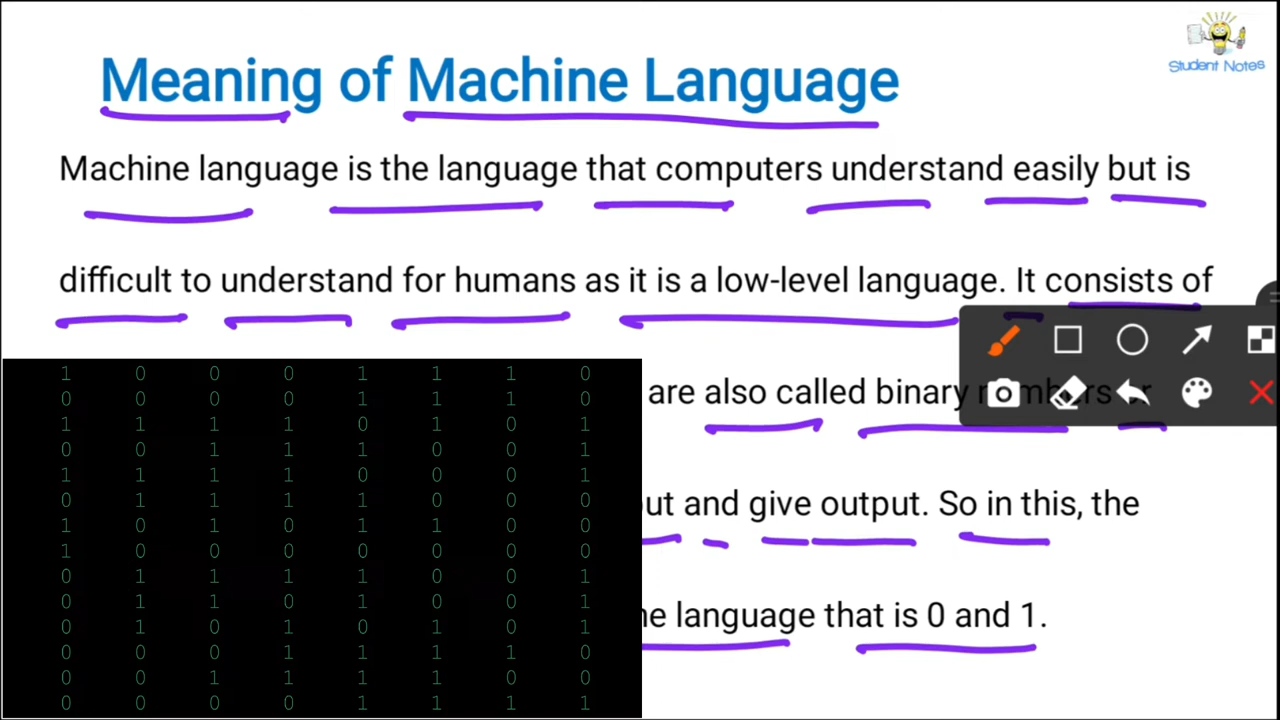 Student Notes
Meaning of Machine Language
Machine language is the language that computers understand easily but is
difficult to understand for humans as it is a low-level language. It consists of
are also called binary numbers or
and give output. So in this, the
language that is 0 and 1.
1 0 0 0 1 1 1 0
0 0 0 0 1 1 1 0
1 1 1 1 0 1 0 1
0 0 1 1 1 0 0 1
1 1 1 1 0 0 0 1
0 1 1 1 1 0 0 0
1 0 1 0 1 1 0 0
1 0 0 0 0 0 0 0
0 1 1 1 1 0 0 1
0 1 1 0 1 0 0 1
0 1 0 1 0 1 0 1
0 0 0 1 1 1 1 0
0 0 1 1 1 1 0 0
0 0 0 0 1 1 1 1